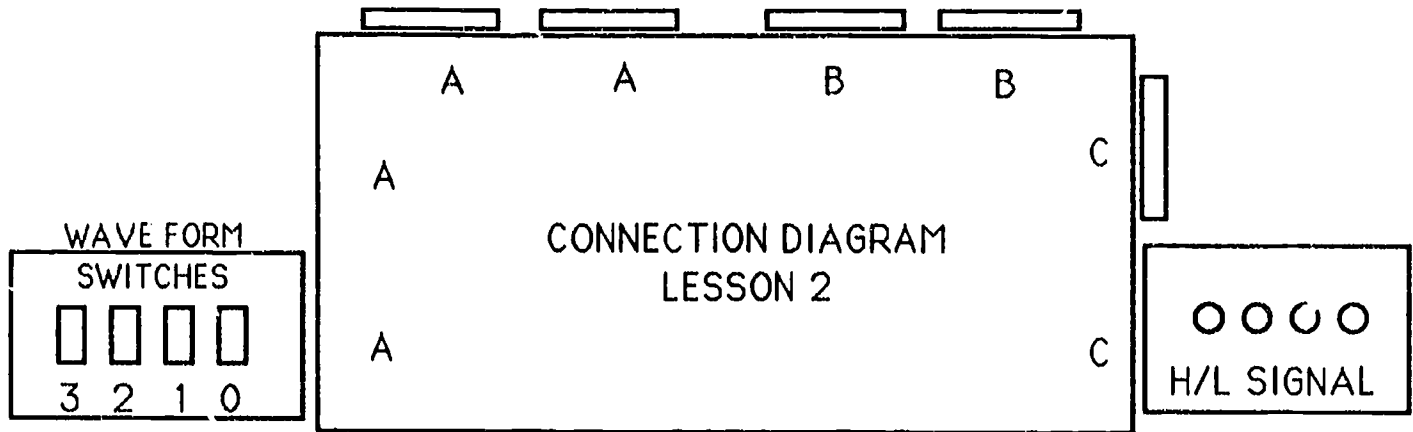 A A B B
A C
CONNECTION DIAGRAM
LESSON 2
A C
WAVE FORM
SWITCHES
3 2 1 0
H/L SIGNAL